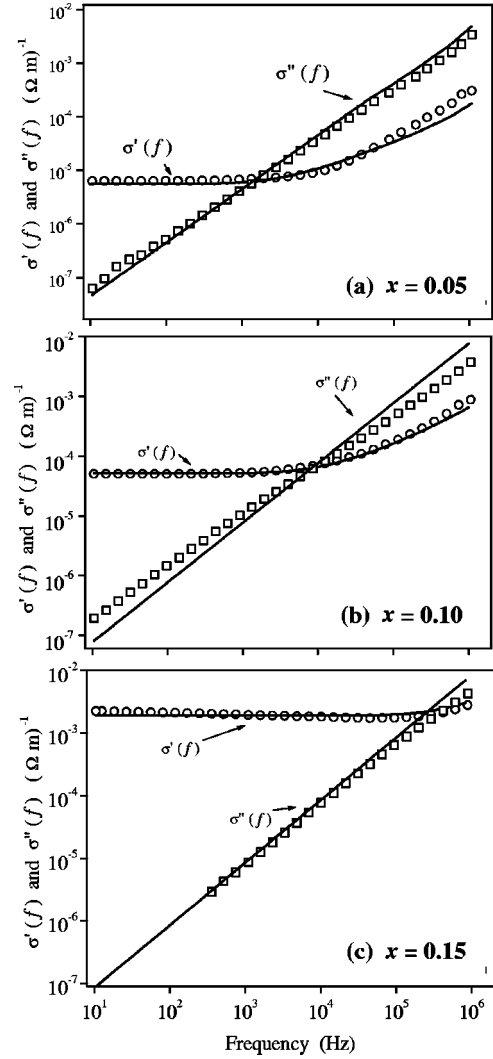 10⁻²
10⁻³
10⁻⁴
10⁻⁵
10⁻⁶
10⁻⁷
σ'(f) and σ"(f) (Ω m)⁻¹
σ"(f)
σ'(f)
(a) x = 0.05
10⁻²
10⁻³
10⁻⁴
10⁻⁵
10⁻⁶
10⁻⁷
σ'(f) and σ"(f) (Ω m)⁻¹
σ"(f)
σ'(f)
(b) x = 0.10
10⁻²
10⁻³
10⁻⁴
10⁻⁵
10⁻⁶
10⁻⁷
σ'(f) and σ"(f) (Ω m)⁻¹
σ'(f)
σ"(f)
(c) x = 0.15
10¹ 10² 10³ 10⁴ 10⁵ 10⁶
Frequency (Hz)